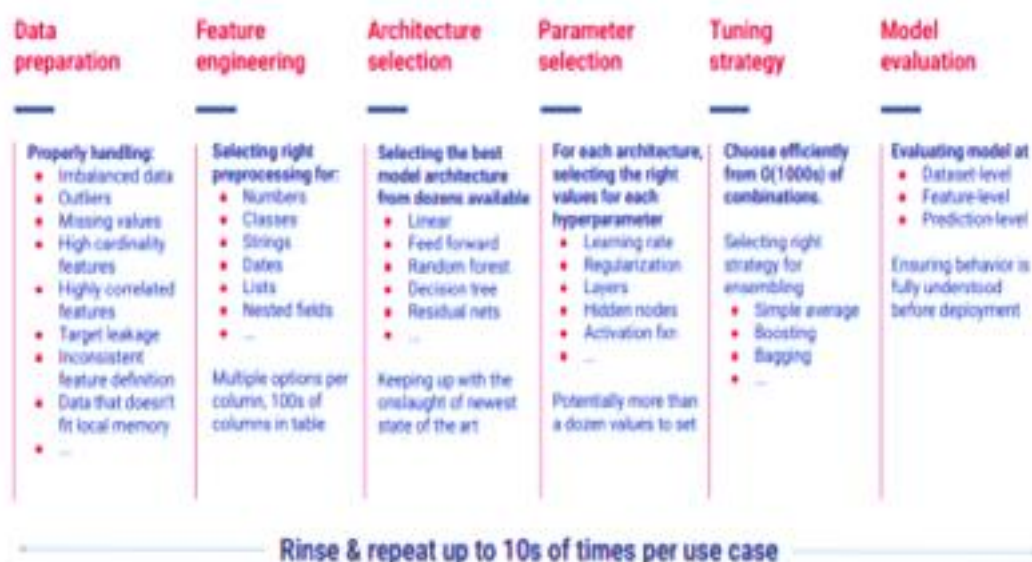 Data
preparation
Properly handling:
• Imbalanced data
• Outliers
• Missing values
• High cardinality
features
• Highly correlated
features
• Target leakage
• Inconsistent
feature definition
• Data that doesn't
fit local memory
• ...
Feature
engineering
Selecting right
preprocessing for:
• Numbers
• Classes
• Strings
• Dates
• Lists
• Nested fields
• ...
Multiple options per
column, 100s of
columns in table
Architecture
selection
Selecting the best
model architecture
from dozens available
• Linear
• Feed forward
• Random forest
• Decision tree
• Residual nets
• ...
Keeping up with the
onslaught of newest
state of the art
Parameter
selection
For each architecture,
selecting the right
values for each
hyperparameter
• Learning rate
• Regularization
• Layers
• Hidden nodes
• Activation fxn
• ...
Potentially more than
a dozen values to set
Tuning
strategy
Choose efficiently
from O(1000s) of
combinations.
Selecting right
strategy for
ensembling
• Simple average
• Boosting
• Bagging
• ...
Model
evaluation
Evaluating model at
• Dataset-level
• Feature-level
• Prediction-level
Ensuring behavior is
fully understood
before deployment
Rinse & repeat up to 10s of times per use case